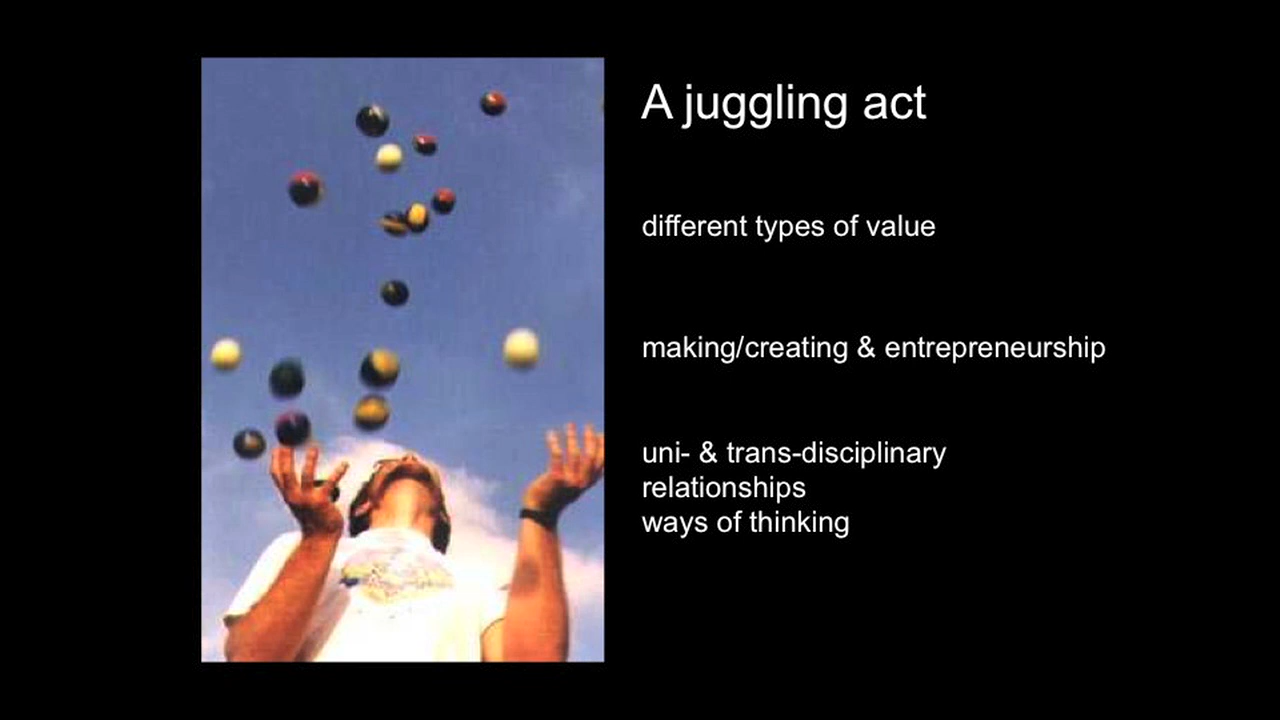 A juggling act
different types of value
making/creating & entrepreneurship
uni- & trans-disciplinary
relationships
ways of thinking